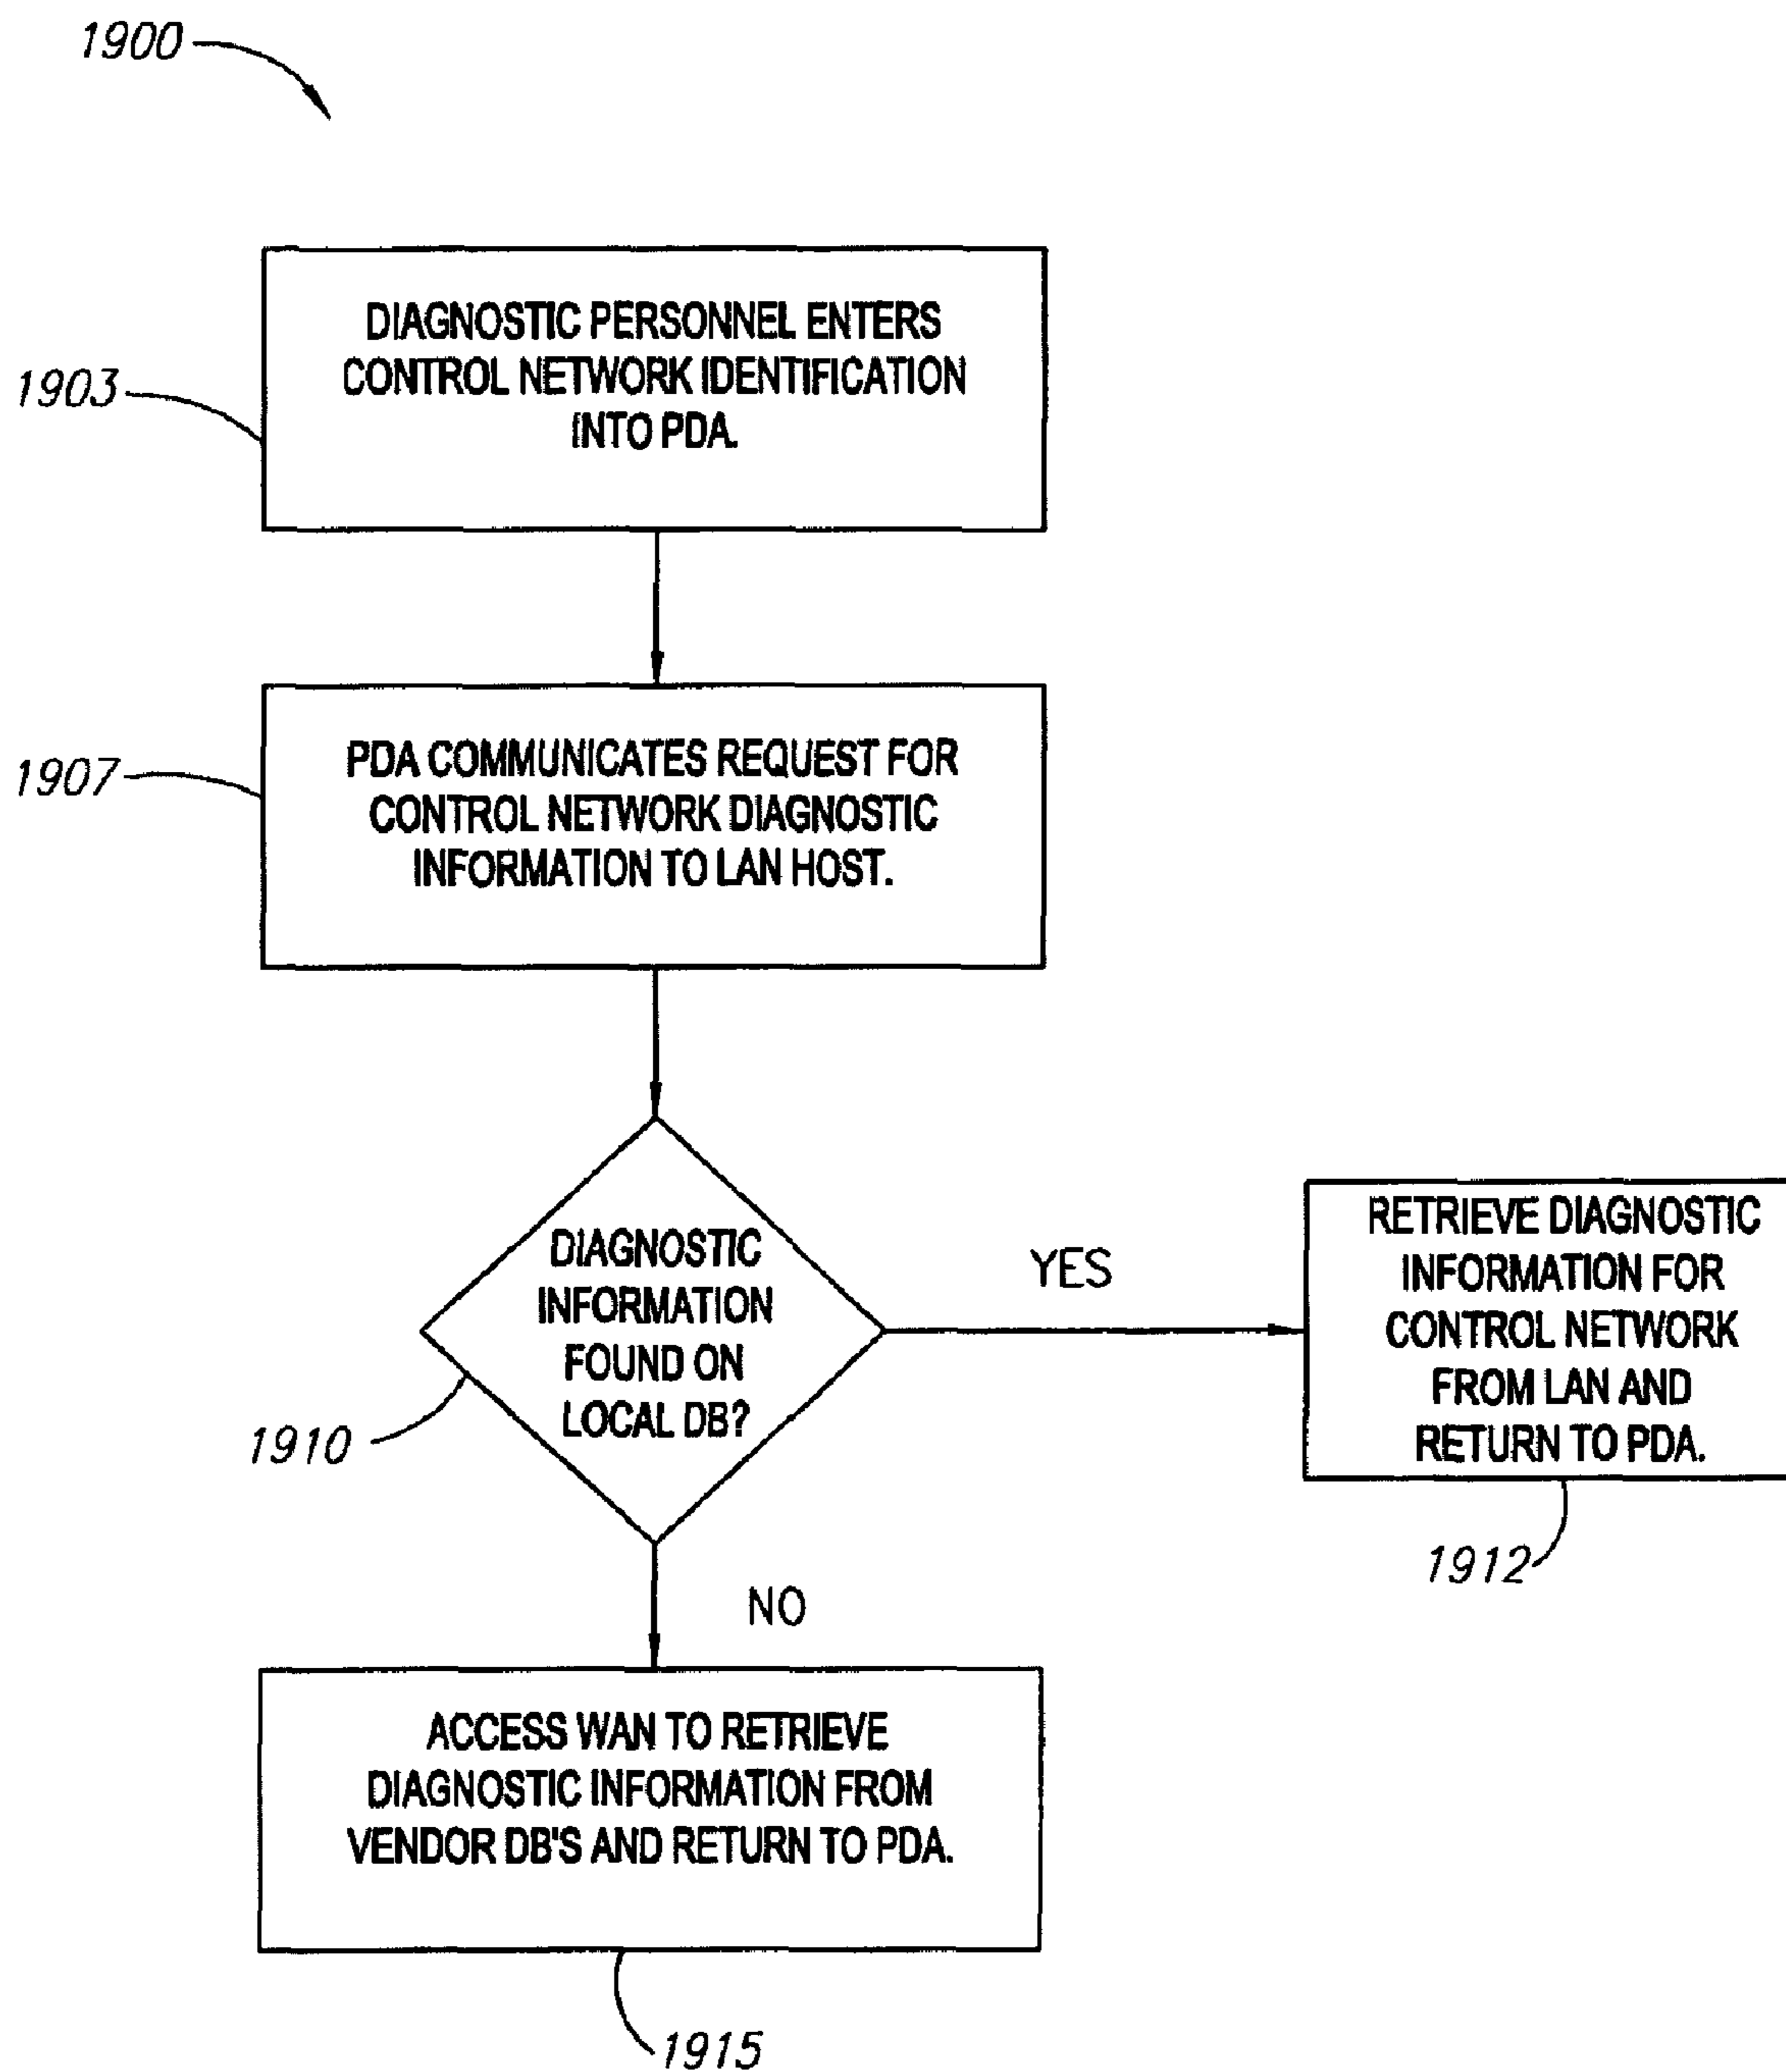 1900
DIAGNOSTIC PERSONNEL ENTERS
CONTROL NETWORK IDENTIFICATION
INTO PDA.
1903
PDA COMMUNICATES REQUEST FOR
CONTROL NETWORK DIAGNOSTIC
INFORMATION TO LAN HOST.
1907
DIAGNOSTIC
INFORMATION
FOUND ON
LOCAL DB?
1910
YES
RETRIEVE DIAGNOSTIC
INFORMATION FOR
CONTROL NETWORK
FROM LAN AND
RETURN TO PDA.
1912
NO
ACCESS WAN TO RETRIEVE
DIAGNOSTIC INFORMATION FROM
VENDOR DB'S AND RETURN TO PDA.
1915